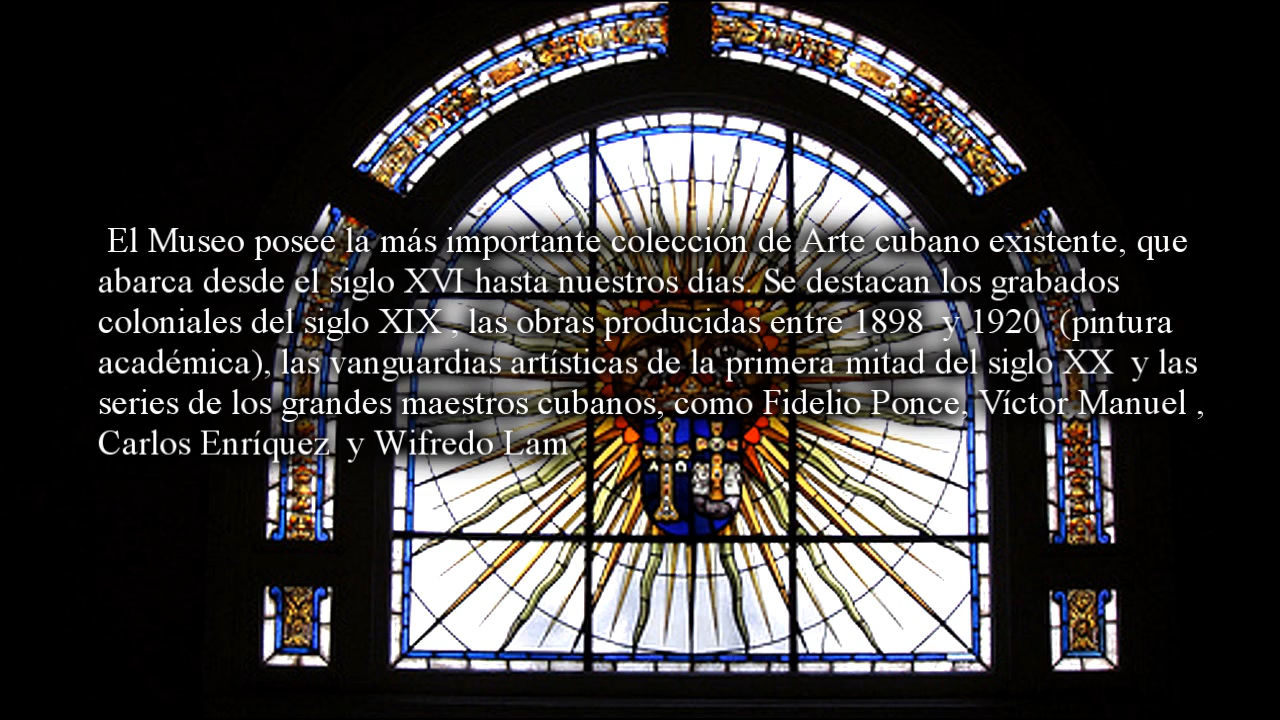 El Museo posee la más importante colección de Arte cubano existente, que
abarca desde el siglo XVI hasta nuestros días. Se destacan los grabados
coloniales del siglo XIX , las obras producidas entre 1898 y 1920 (pintura
académica), las vanguardias artísticas de la primera mitad del siglo XX y las
series de los grandes maestros cubanos, como Fidelio Ponce, Víctor Manuel ,
Carlos Enríquez y Wifredo Lam
Α Ω